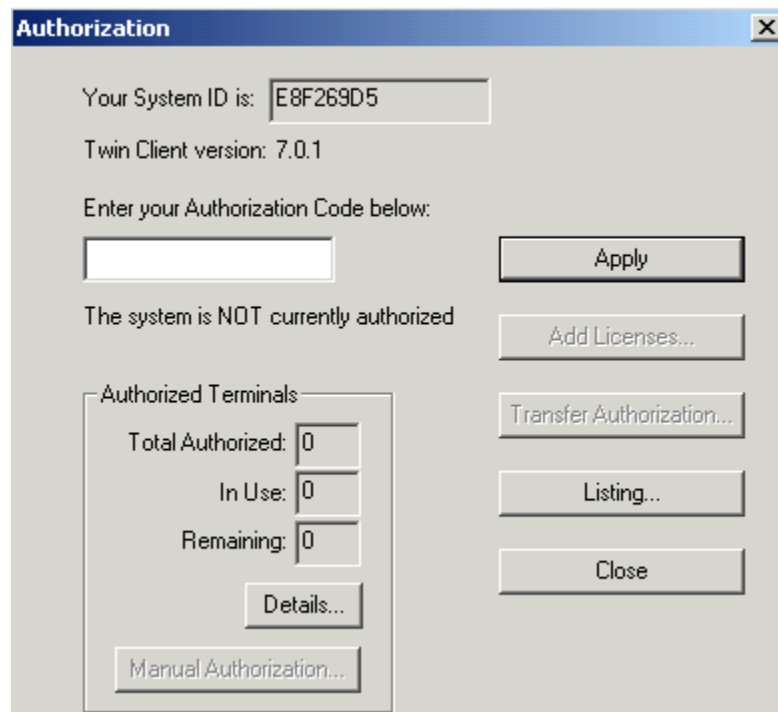 Authorization
Your System ID is: E8F269D5
Twin Client version: 7.0.1
Enter your Authorization Code below:
Apply
The system is NOT currently authorized
Add Licenses...
Authorized Terminals
Transfer Authorization...
Total Authorized: 0
In Use: 0
Listing...
Remaining: 0
Close
Details...
Manual Authorization...